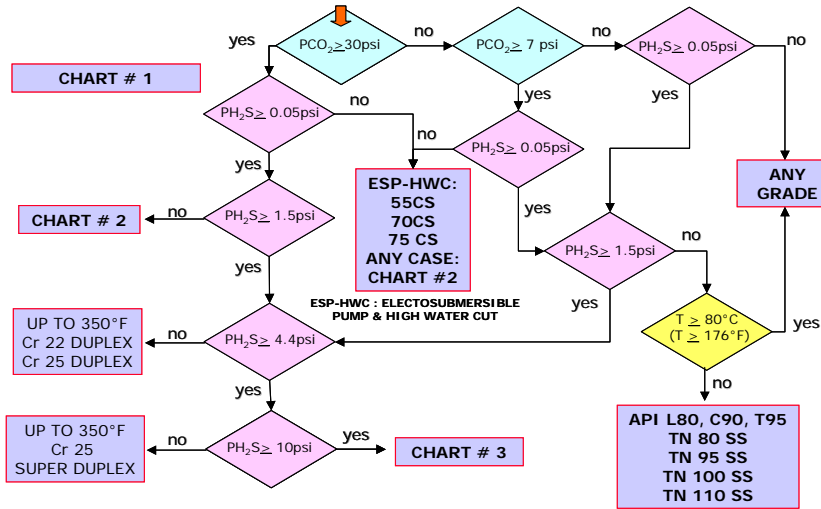 yes
PCO₂≥30psi
no
PCO₂≥ 7 psi
no
PH₂S≥ 0.05psi
no
CHART # 1
yes
yes
PH₂S≥ 0.05psi
no
no
PH₂S≥ 0.05psi
yes
ANY
GRADE
ESP-HWC:
55CS
70CS
75 CS
ANY CASE:
CHART #2
yes
CHART # 2
no
PH₂S≥ 1.5psi
yes
PH₂S≥ 1.5psi
no
yes
yes
ESP-HWC : ELECTOSUBMERSIBLE
PUMP & HIGH WATER CUT
UP TO 350°F
Cr 22 DUPLEX
Cr 25 DUPLEX
no
PH₂S≥ 4.4psi
T ≥ 80°C
(T ≥ 176°F)
yes
yes
no
UP TO 350°F
Cr 25
SUPER DUPLEX
no
PH₂S≥ 10psi
yes
CHART # 3
API L80, C90, T95
TN 80 SS
TN 95 SS
TN 100 SS
TN 110 SS